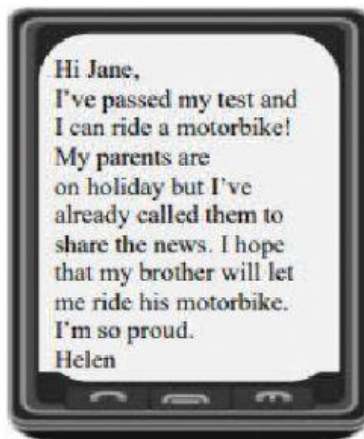 Hi Jane,
I've passed my test and
I can ride a motorbike!
My parents are
on holiday but I've
already called them to
share the news. I hope
that my brother will let
me ride his motorbike.
I'm so proud.
Helen